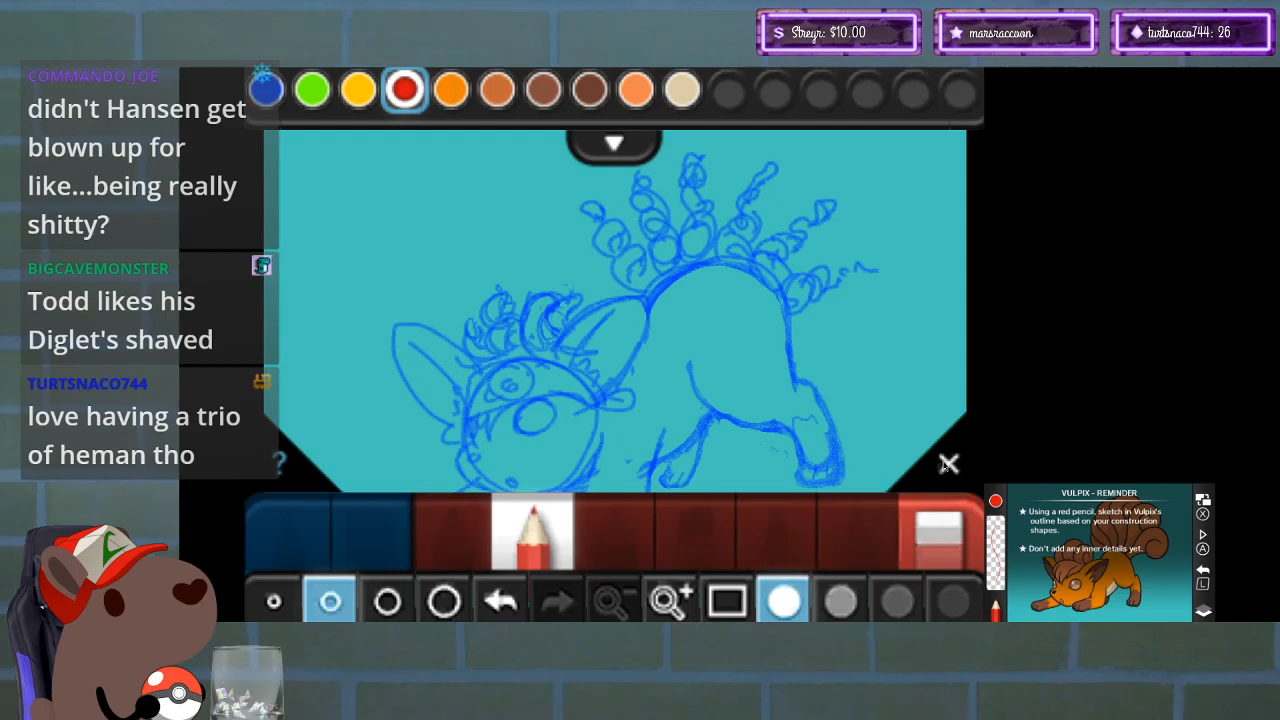 Streyr: $10.00
marsraccoon
turtsnaco744: 26
COMMANDO JOE
didn't Hansen get
blown up for
like...being really
shitty?
BIGCAVEMONSTER
Todd likes his
Diglet's shaved
TURTSNACO744
love having a trio
of heman tho
?
VULPIX - REMINDER
★ Using a red pencil, sketch in Vulpix's
outline based on your construction
shapes.
★ Don't add any inner details yet.
X
A
L